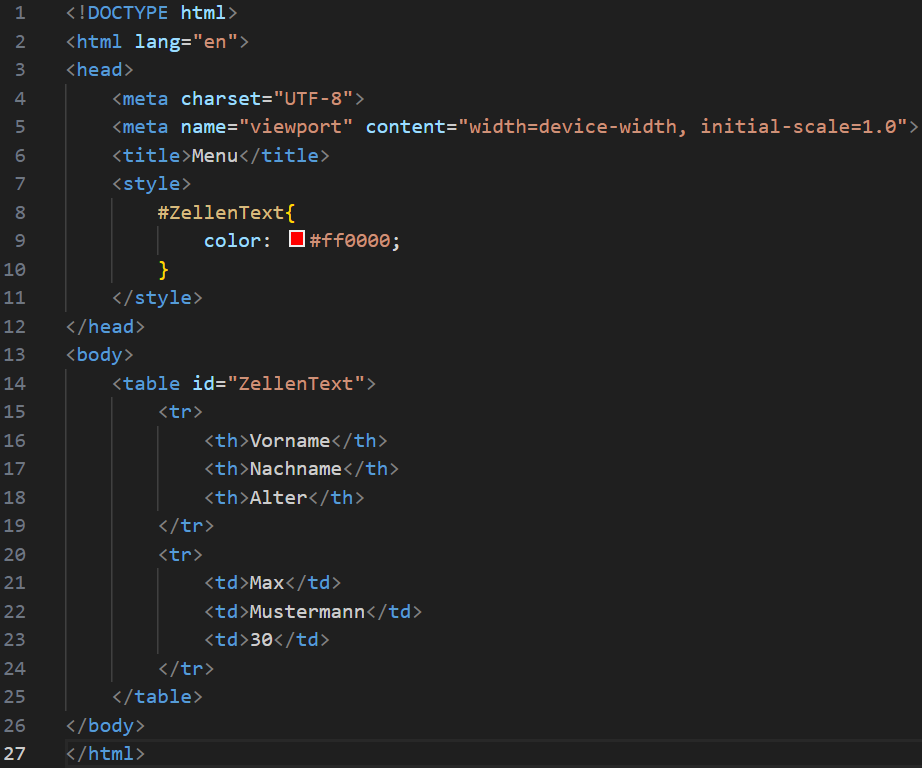 1 <!DOCTYPE html>
2 <html lang="en">
3 <head>
4     <meta charset="UTF-8">
5     <meta name="viewport" content="width=device-width, initial-scale=1.0">
6     <title>Menu</title>
7     <style>
8         #ZellenText{
9             color: #ff0000;
10         }
11     </style>
12 </head>
13 <body>
14     <table id="ZellenText">
15         <tr>
16             <th>Vorname</th>
17             <th>Nachname</th>
18             <th>Alter</th>
19         </tr>
20         <tr>
21             <td>Max</td>
22             <td>Mustermann</td>
23             <td>30</td>
24         </tr>
25     </table>
26 </body>
27 </html>